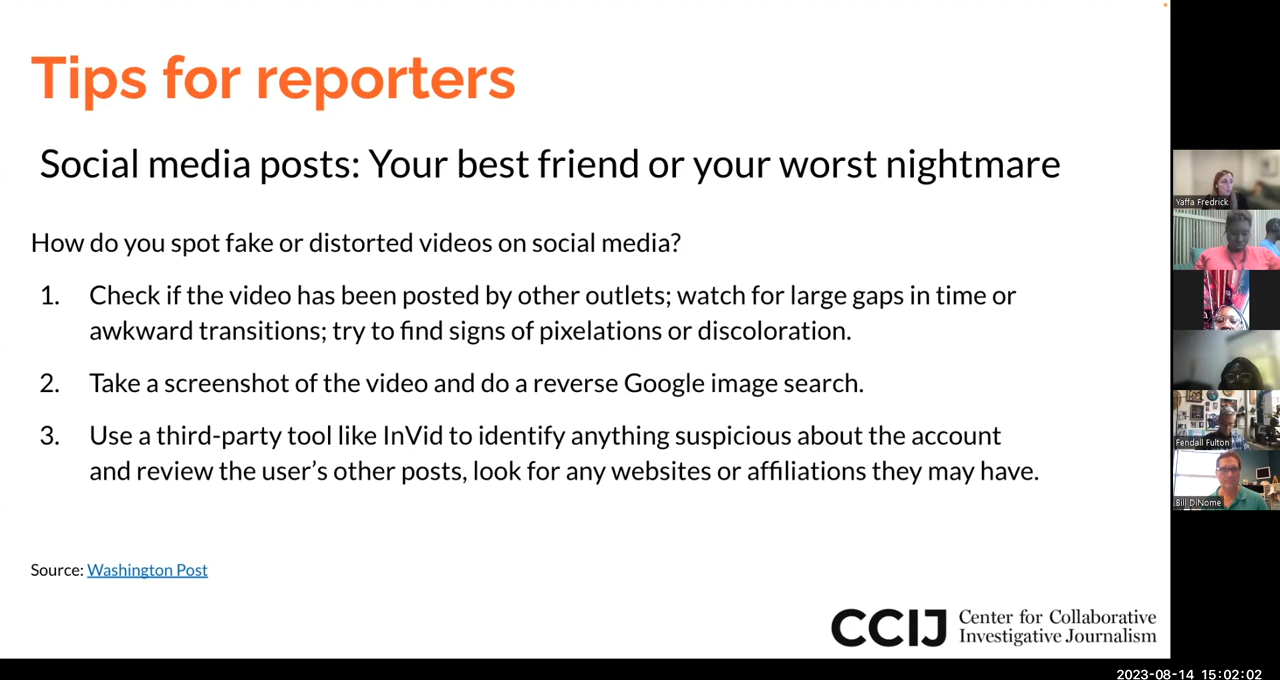 Tips for reporters
Social media posts: Your best friend or your worst nightmare
How do you spot fake or distorted videos on social media?
1. Check if the video has been posted by other outlets; watch for large gaps in time or
awkward transitions; try to find signs of pixelations or discoloration.
2. Take a screenshot of the video and do a reverse Google image search.
3. Use a third-party tool like InVid to identify anything suspicious about the account
and review the user’s other posts, look for any websites or affiliations they may have.
Source: Washington Post
CCIJ
Center for Collaborative
Investigative Journalism
Yaffa Fredrick
Fendall Fulton
Bill DiNome
2023-08-14 15:02:02